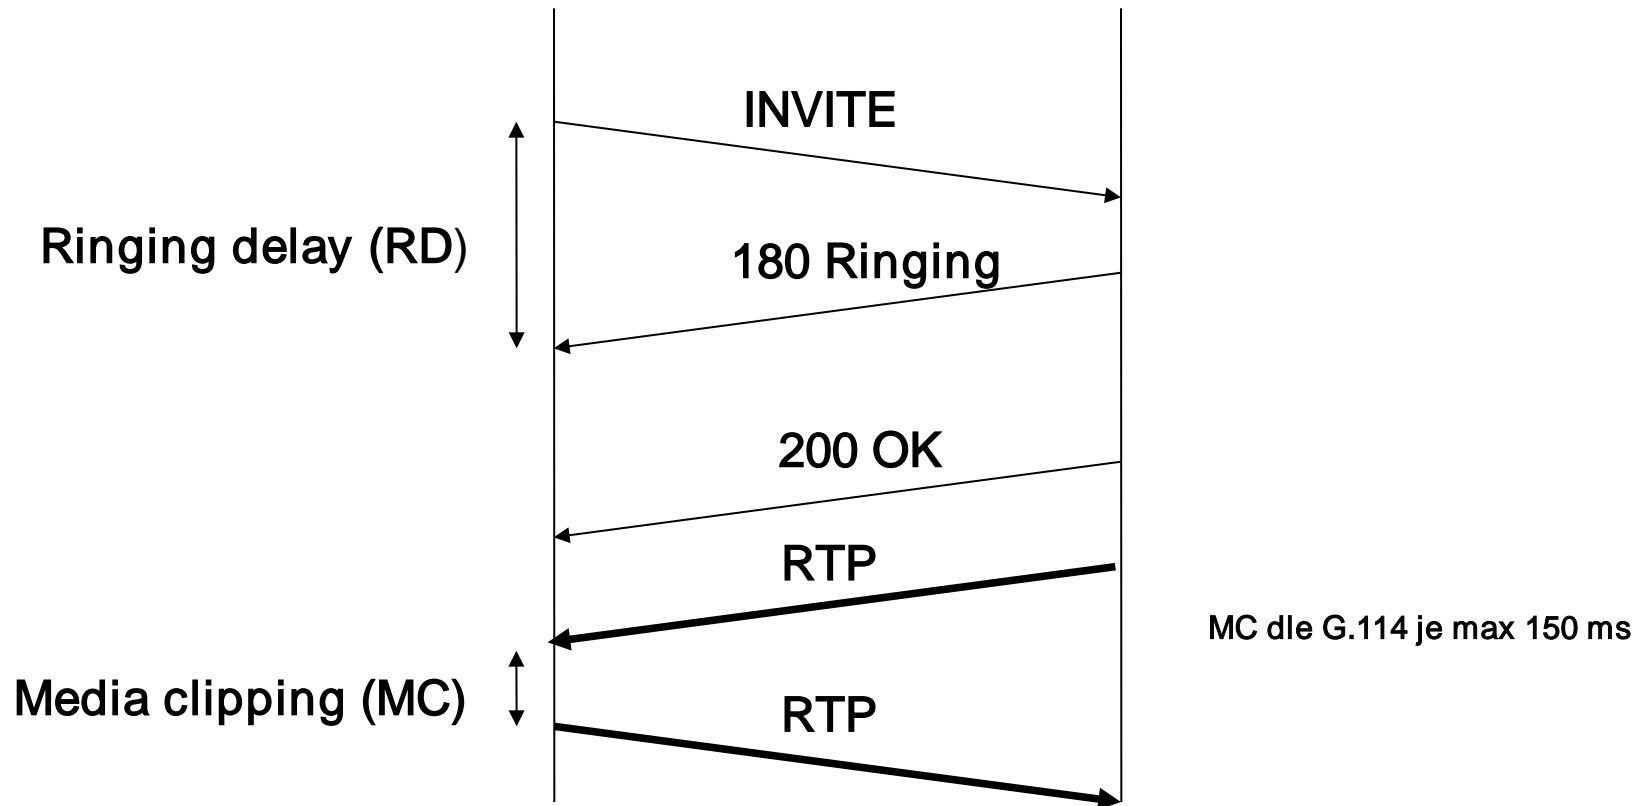 INVITE
Ringing delay (RD)
180 Ringing
200 OK
RTP
MC dle G.114 je max 150 ms
Media clipping (MC)
RTP